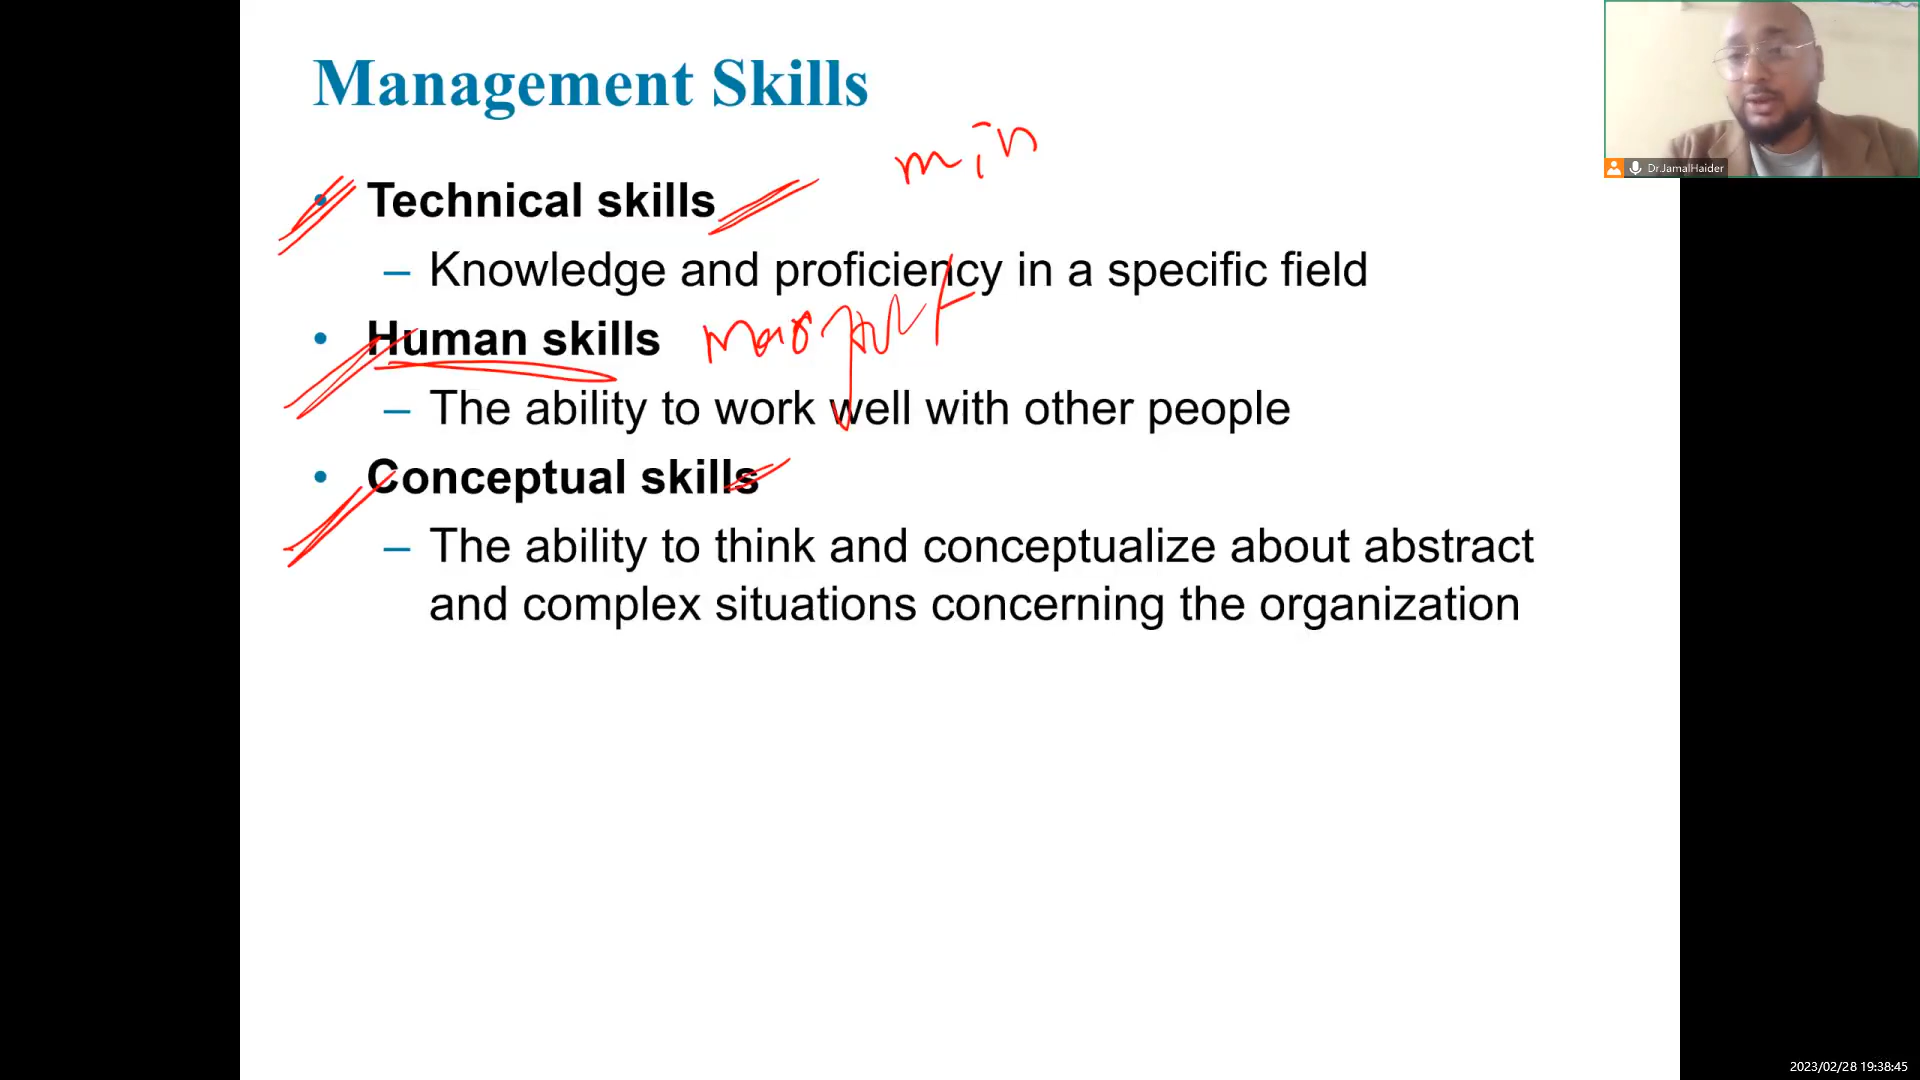 Management Skills
min
• Technical skills
– Knowledge and proficiency in a specific field
• Human skills
– The ability to work well with other people
• Conceptual skills
– The ability to think and conceptualize about abstract
and complex situations concerning the organization
Dr.JamalHaider
2023/02/28 19:38:45